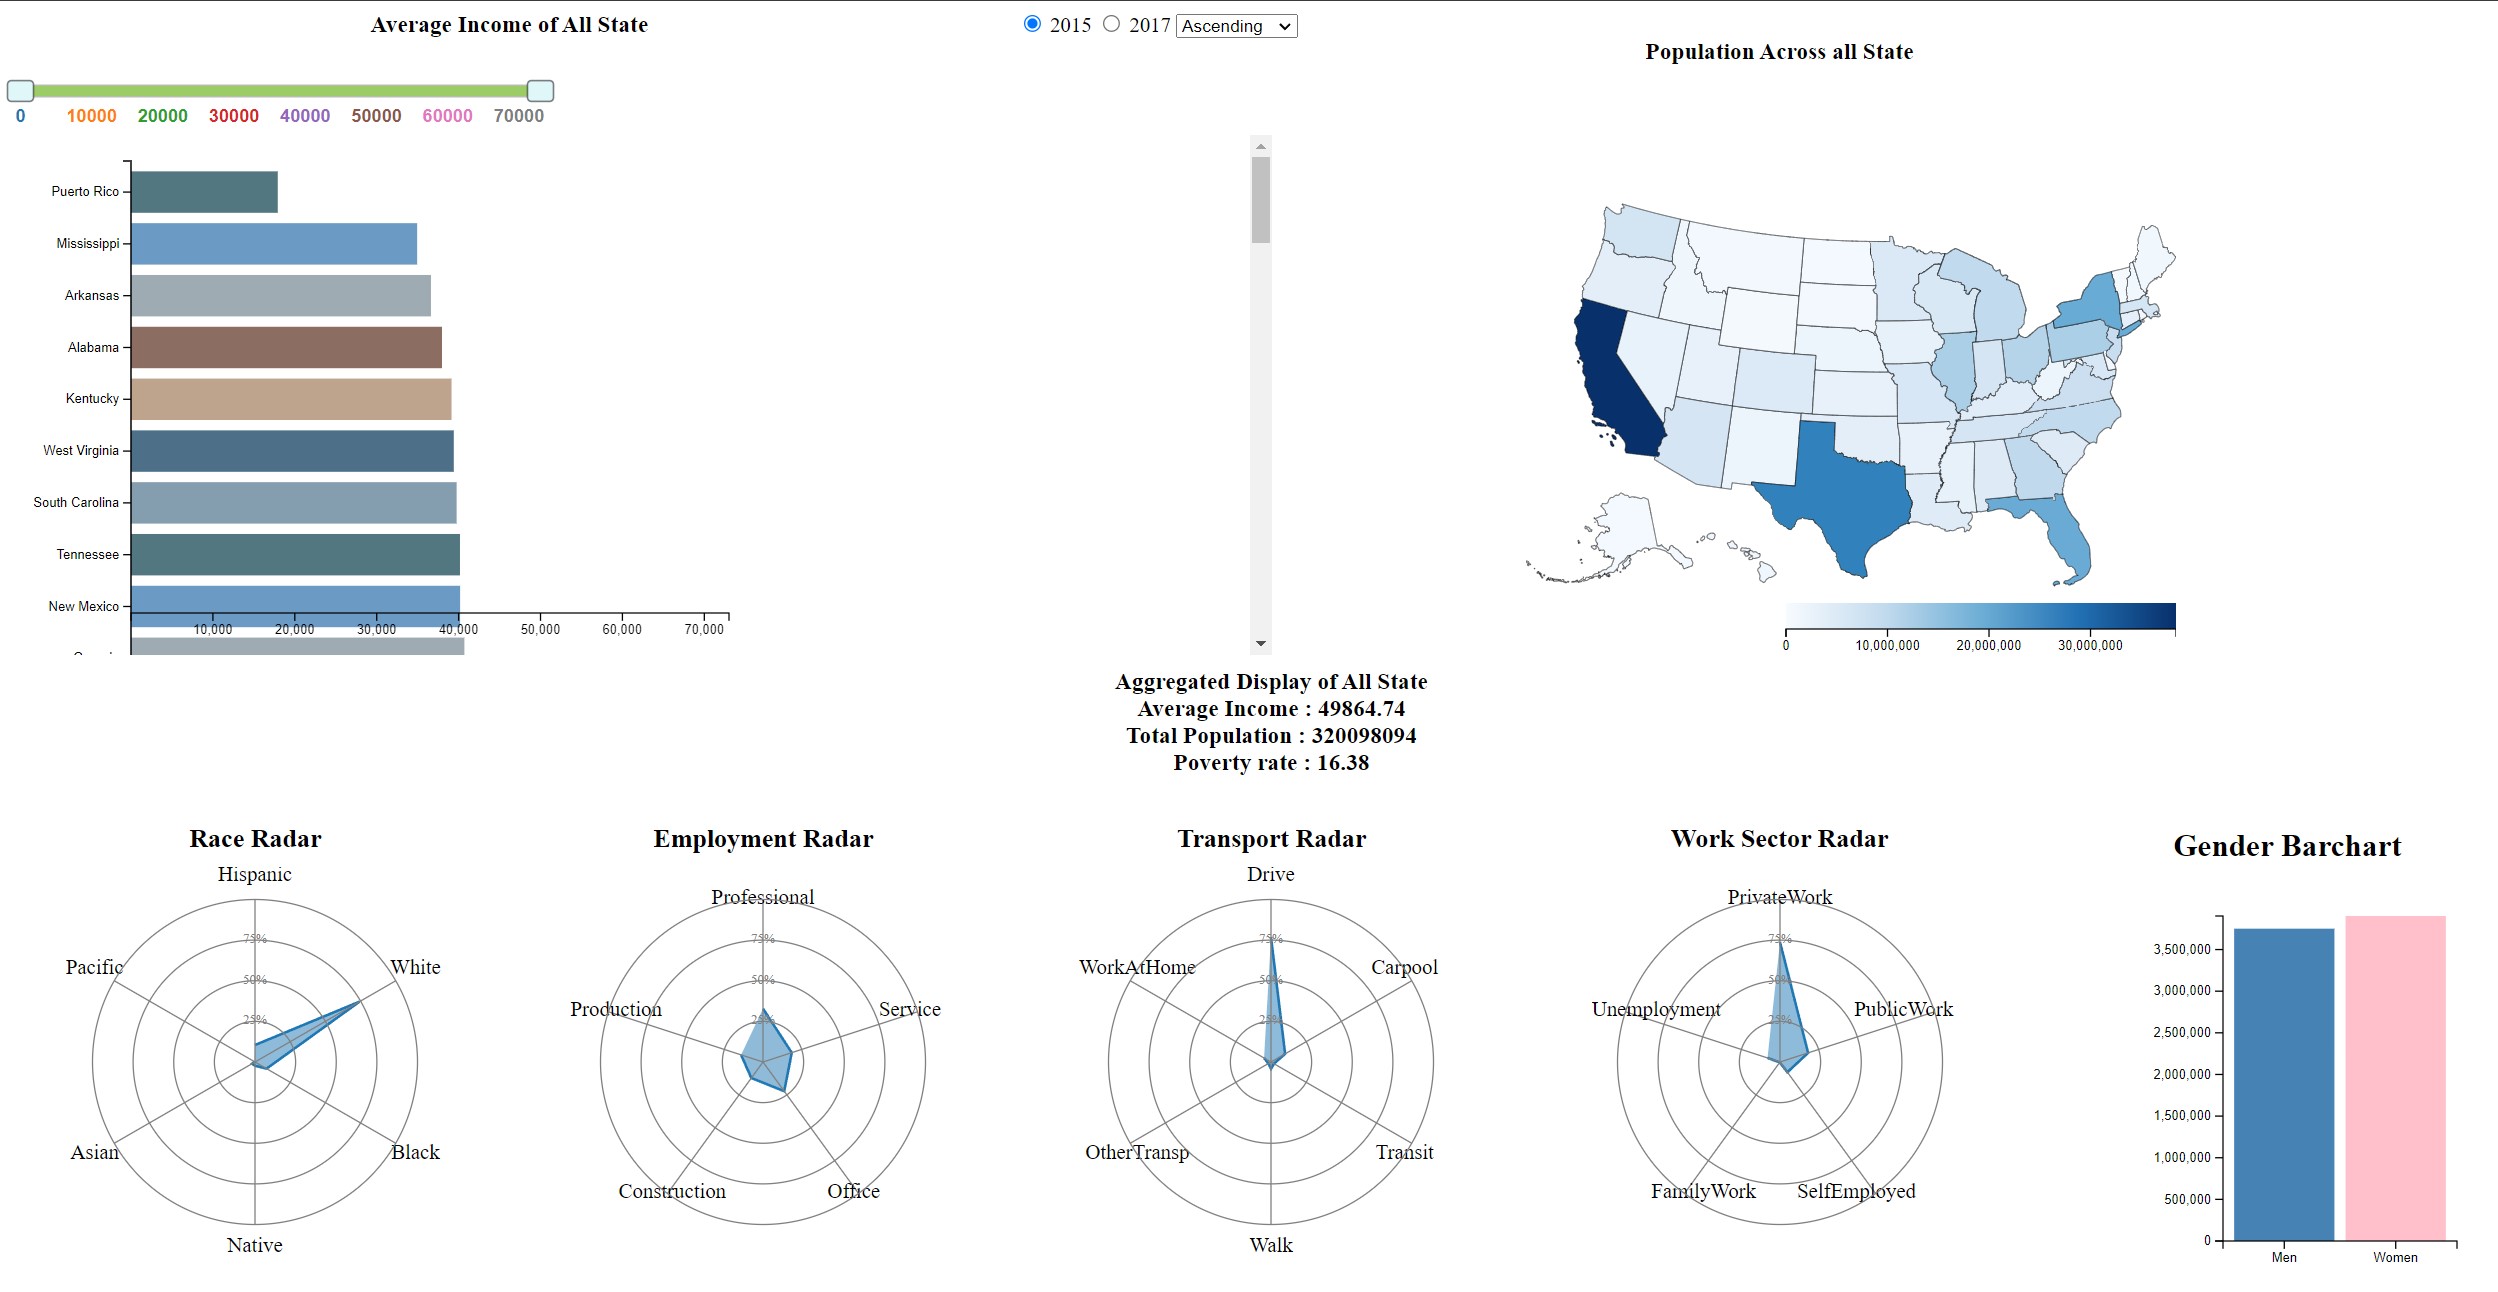 Average Income of All State
2015 2017 Ascending
Population Across all State
0 10000 20000 30000 40000 50000 60000 70000
Puerto Rico
Mississippi
Arkansas
Alabama
Kentucky
West Virginia
South Carolina
Tennessee
New Mexico
10,000 20,000 30,000 40,000 50,000 60,000 70,000
0 10,000,000 20,000,000 30,000,000
Aggregated Display of All State
Average Income : 49864.74
Total Population : 320098094
Poverty rate : 16.38
Race Radar
Hispanic
White
Black
Native
Asian
Pacific
75%
50%
25%
Employment Radar
Professional
Service
Office
Construction
Production
75%
50%
25%
Transport Radar
Drive
Carpool
Transit
Walk
OtherTransp
WorkAtHome
75%
50%
25%
Work Sector Radar
PrivateWork
PublicWork
SelfEmployed
FamilyWork
Unemployment
75%
50%
25%
Gender Barchart
3,500,000
3,000,000
2,500,000
2,000,000
1,500,000
1,000,000
500,000
0
Men Women